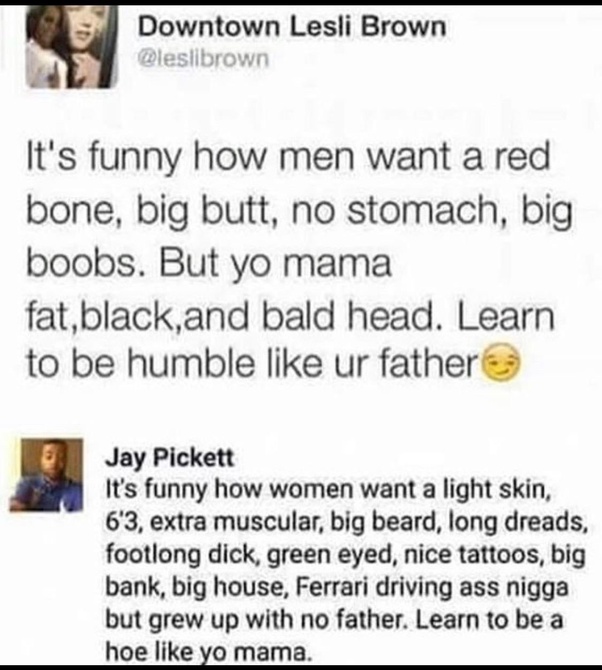 Downtown Lesli Brown
@leslibrown
It's funny how men want a red
bone, big butt, no stomach, big
boobs. But yo mama
fat,black,and bald head. Learn
to be humble like ur father😏
Jay Pickett
It's funny how women want a light skin,
6'3, extra muscular, big beard, long dreads,
footlong dick, green eyed, nice tattoos, big
bank, big house, Ferrari driving ass nigga
but grew up with no father. Learn to be a
hoe like yo mama.